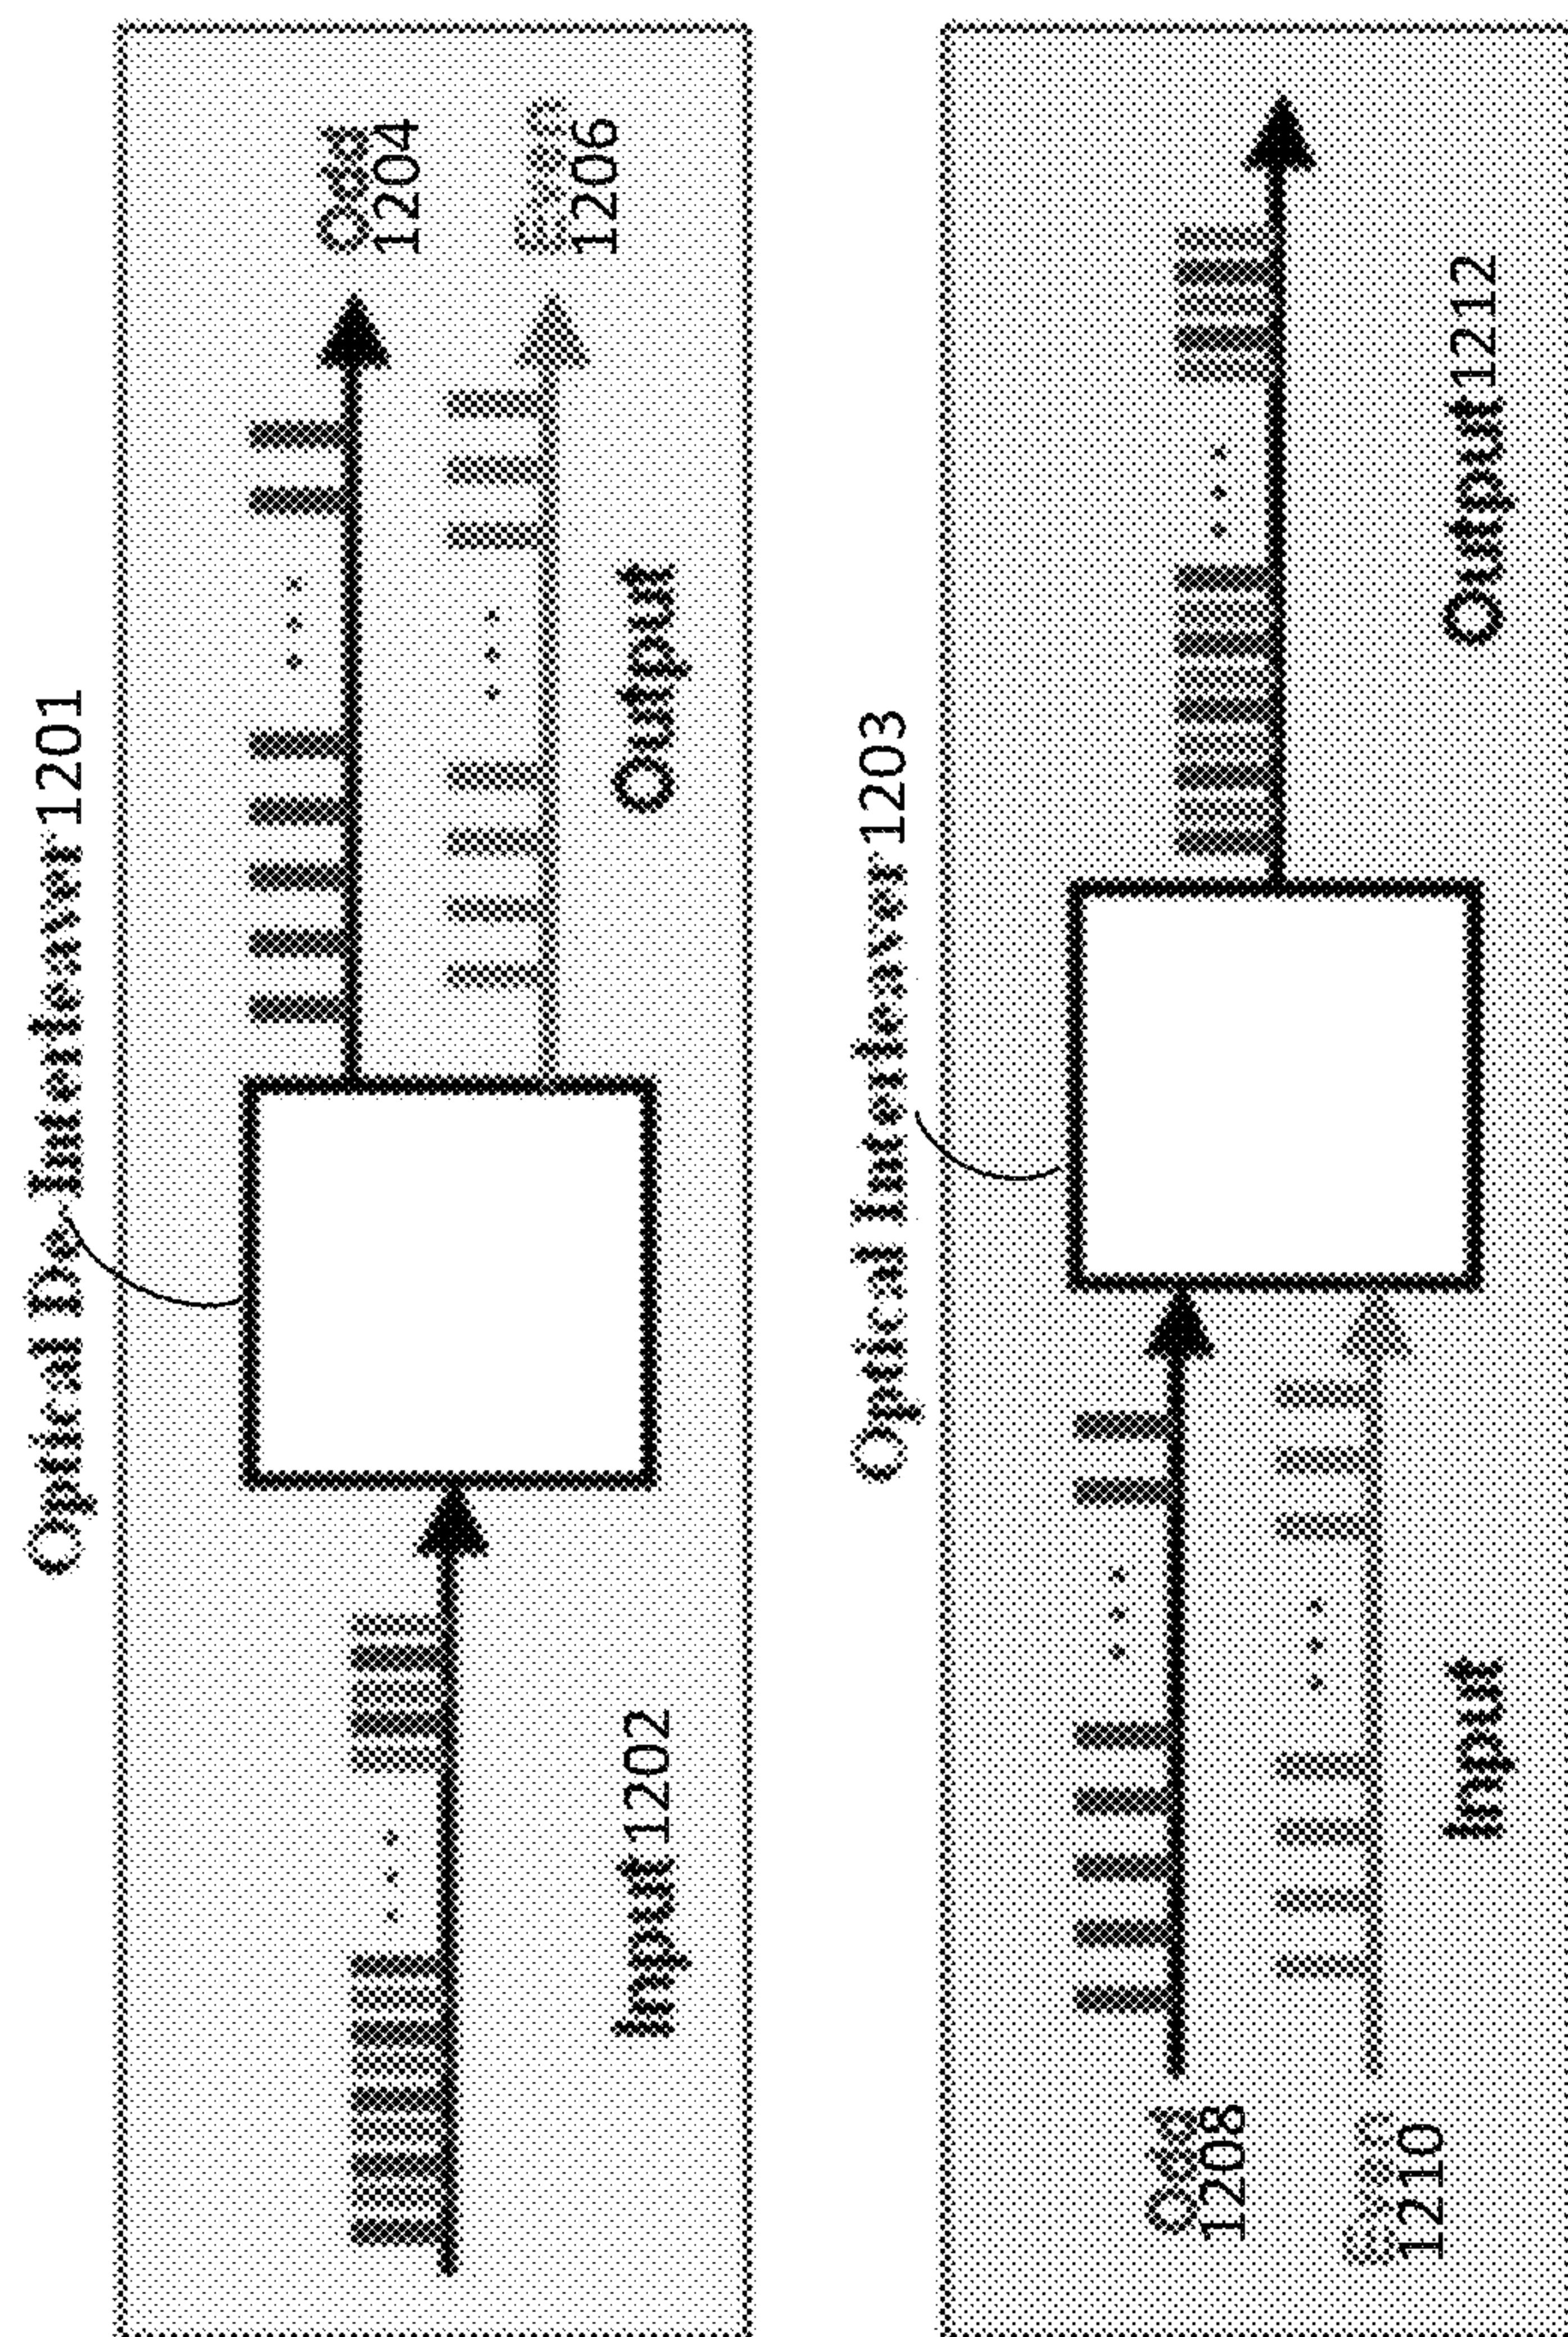 Optical De-Interleaver 1201
Odd
1204
Even
1206
Input 1202
Output
Optical Interleaver 1203
Odd
1208
Even
1210
Input
Output 1212